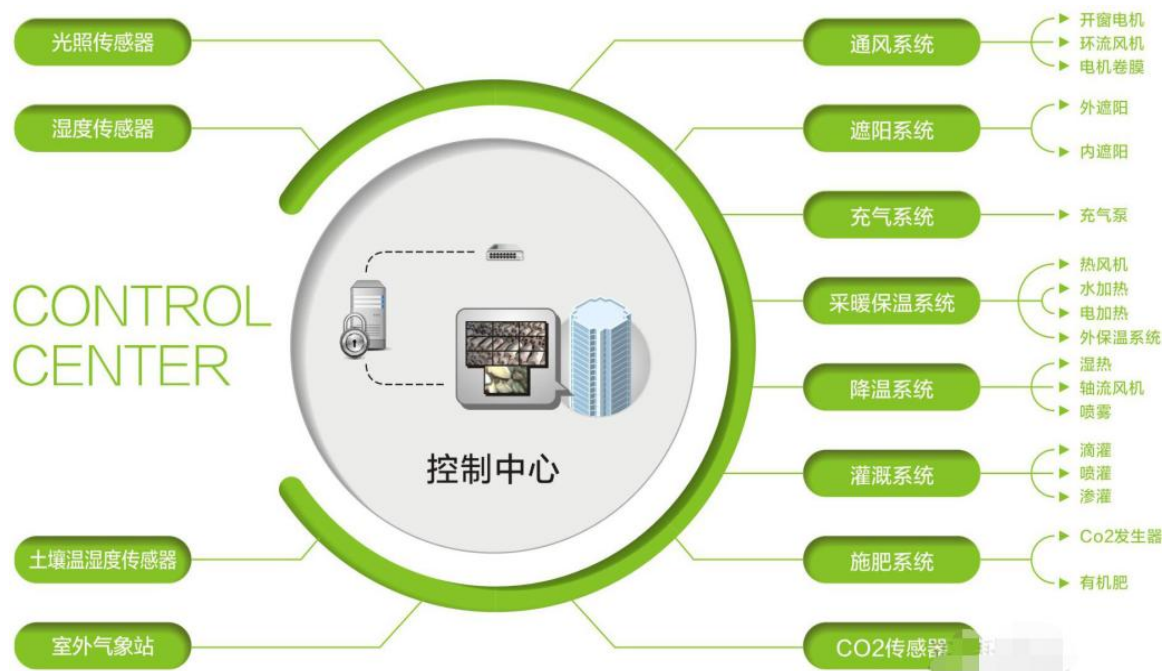 光照传感器
湿度传感器
CONTROL
CENTER
土壤温湿度传感器
室外气象站
控制中心
通风系统
开窗电机
环流风机
电机卷膜
遮阳系统
外遮阳
内遮阳
充气系统
充气泵
采暖保温系统
热风机
水加热
电加热
外保温系统
降温系统
湿热
轴流风机
喷雾
灌溉系统
滴灌
喷灌
渗灌
施肥系统
Co2发生器
有机肥
CO2传感器